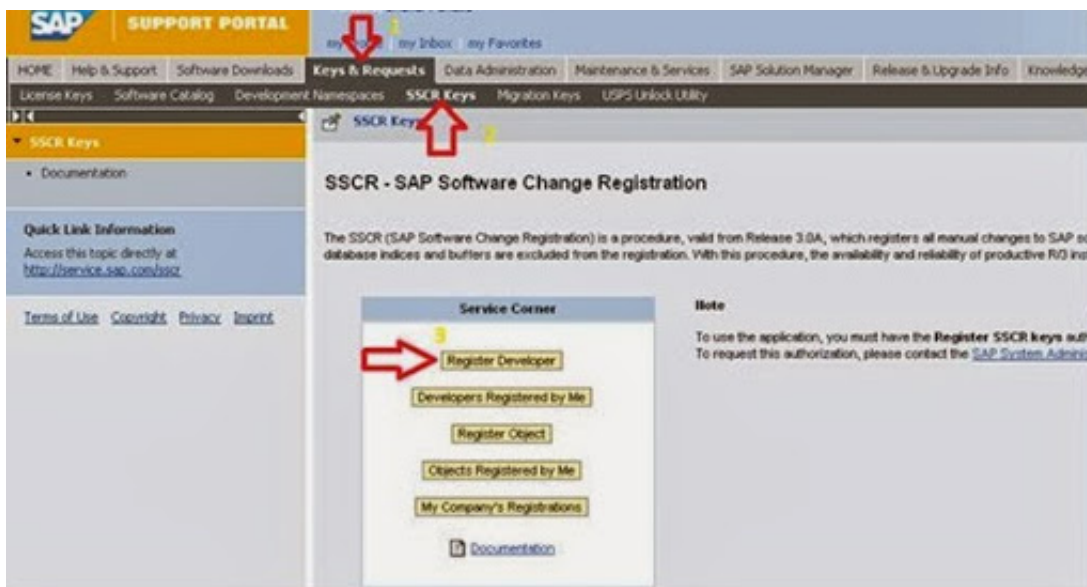 SAP SUPPORT PORTAL
1
my Inbox my Favorites
HOME Help & Support Software Downloads Keys & Requests Data Administration Maintenance & Services SAP Solution Manager Release & Upgrade Info
License Keys Software Catalog Development Namespaces SSCR Keys Migration Keys USPS Unlock Utility
SSCR Keys
2
SSCR Keys
• Documentation
SSCR - SAP Software Change Registration
Quick Link Information
Access this topic directly at
http://service.sap.com/sscr
The SSCR (SAP Software Change Registration) is a procedure, valid from Release 3.0A, which registers all manual changes to SAP
database indices and buffers are excluded from the registration. With this procedure, the availability and reliability of productive R/3
Terms of Use Copyright Privacy Imprint
Service Corner
Note
To use the application, you must have the Register SSCR keys
To request this authorization, please contact the SAP System
3
Register Developer
Developers Registered by Me
Register Object
Objects Registered by Me
My Company's Registrations
Documentation